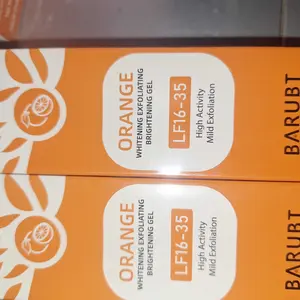 ORANGE
WHITENING EXFOLIATING
BRIGHTENING GEL
LF16-35
High Activity
Mild Exfoliation
BARUBT
ORANGE
WHITENING EXFOLIATING
BRIGHTENING GEL
LF16-35
High Activity
Mild Exfoliation
BARUBT